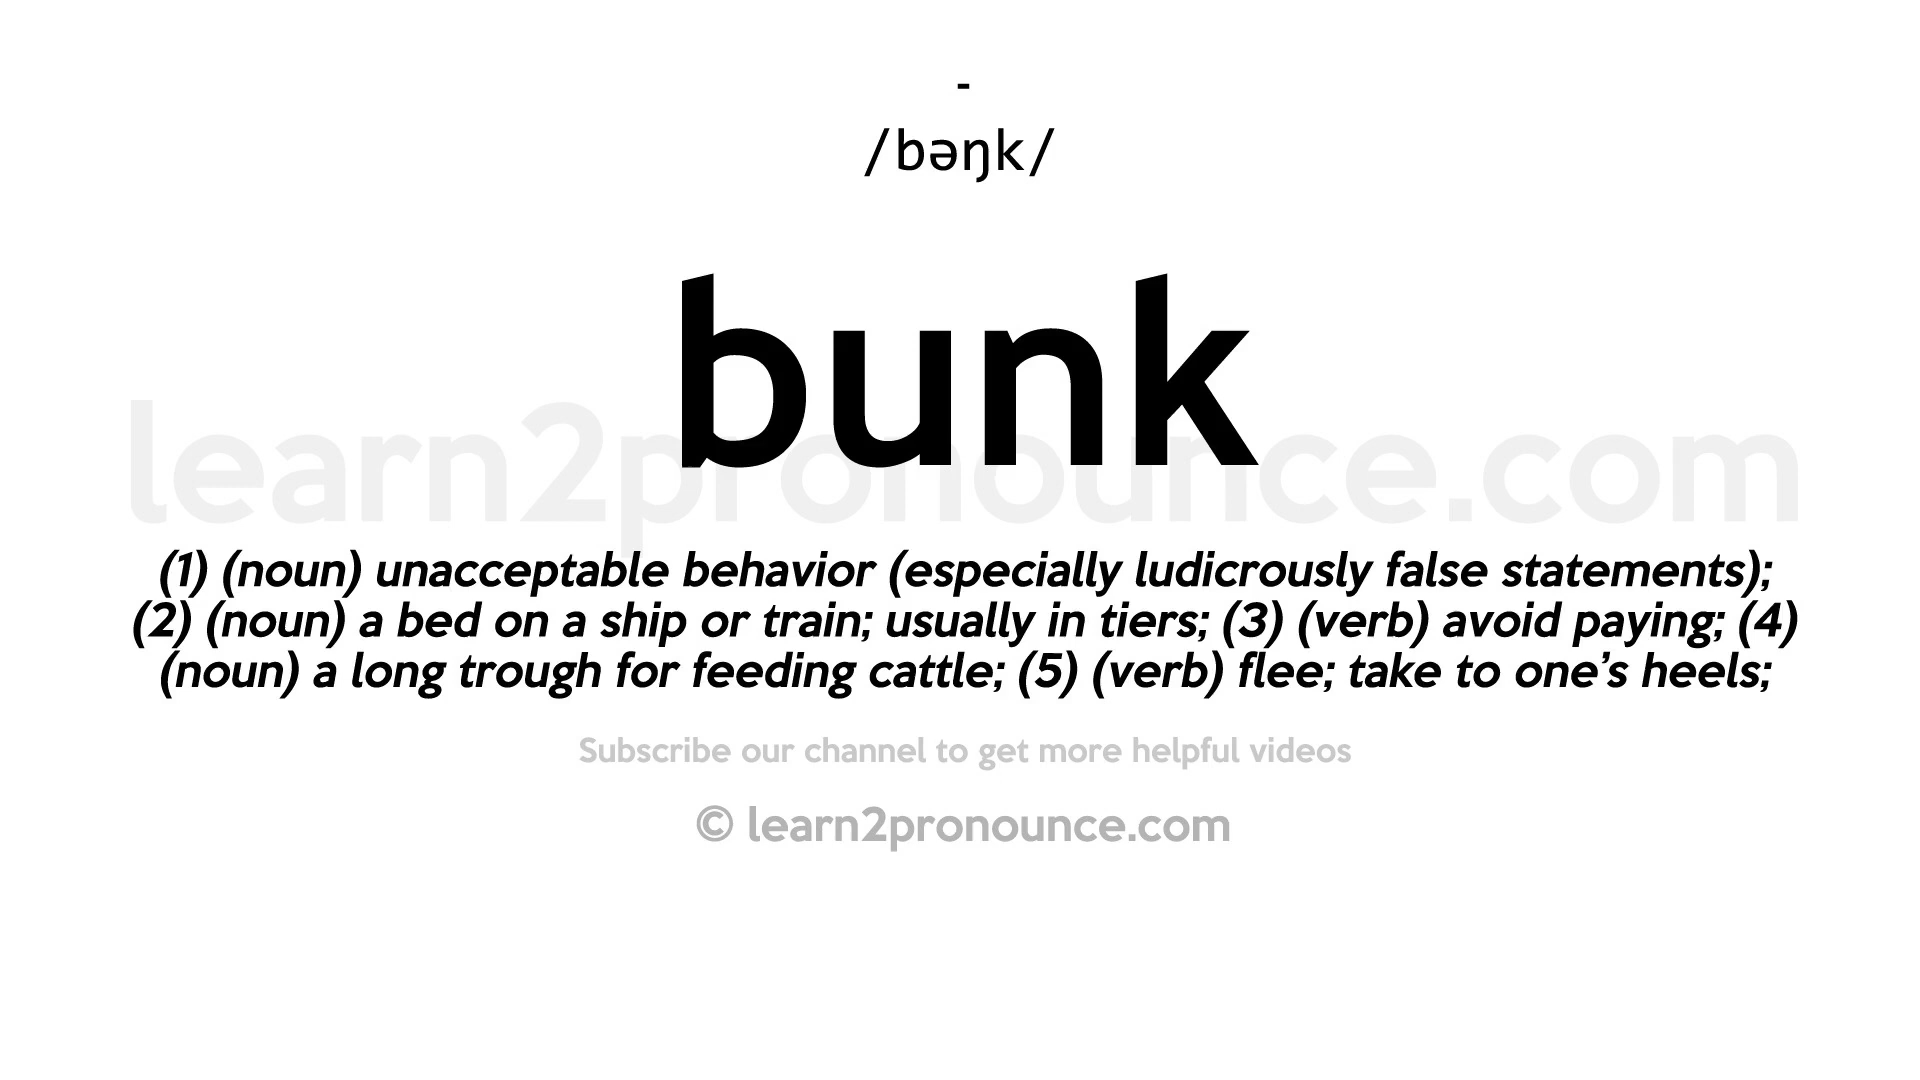 -
/bəŋk/
bunk
learn2pronounce.com
(1) (noun) unacceptable behavior (especially ludicrously false statements);
(2) (noun) a bed on a ship or train; usually in tiers; (3) (verb) avoid paying; (4)
(noun) a long trough for feeding cattle; (5) (verb) flee; take to one’s heels;
Subscribe our channel to get more helpful videos
© learn2pronounce.com